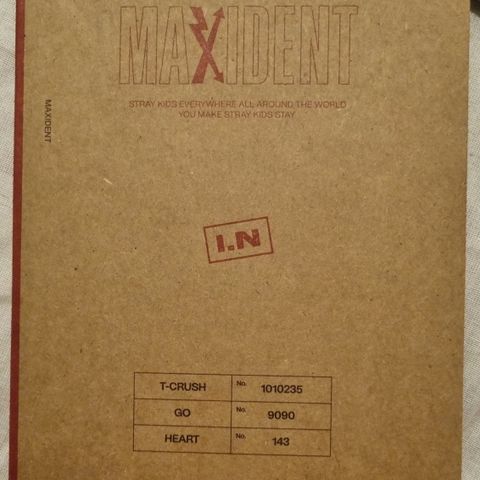 MAXIDENT
STRAY KIDS EVERYWHERE ALL AROUND THE WORLD
YOU MAKE STRAY KIDS STAY
MAXIDENT
I.N
T-CRUSH No. 1010235
GO No. 9090
HEART No. 143